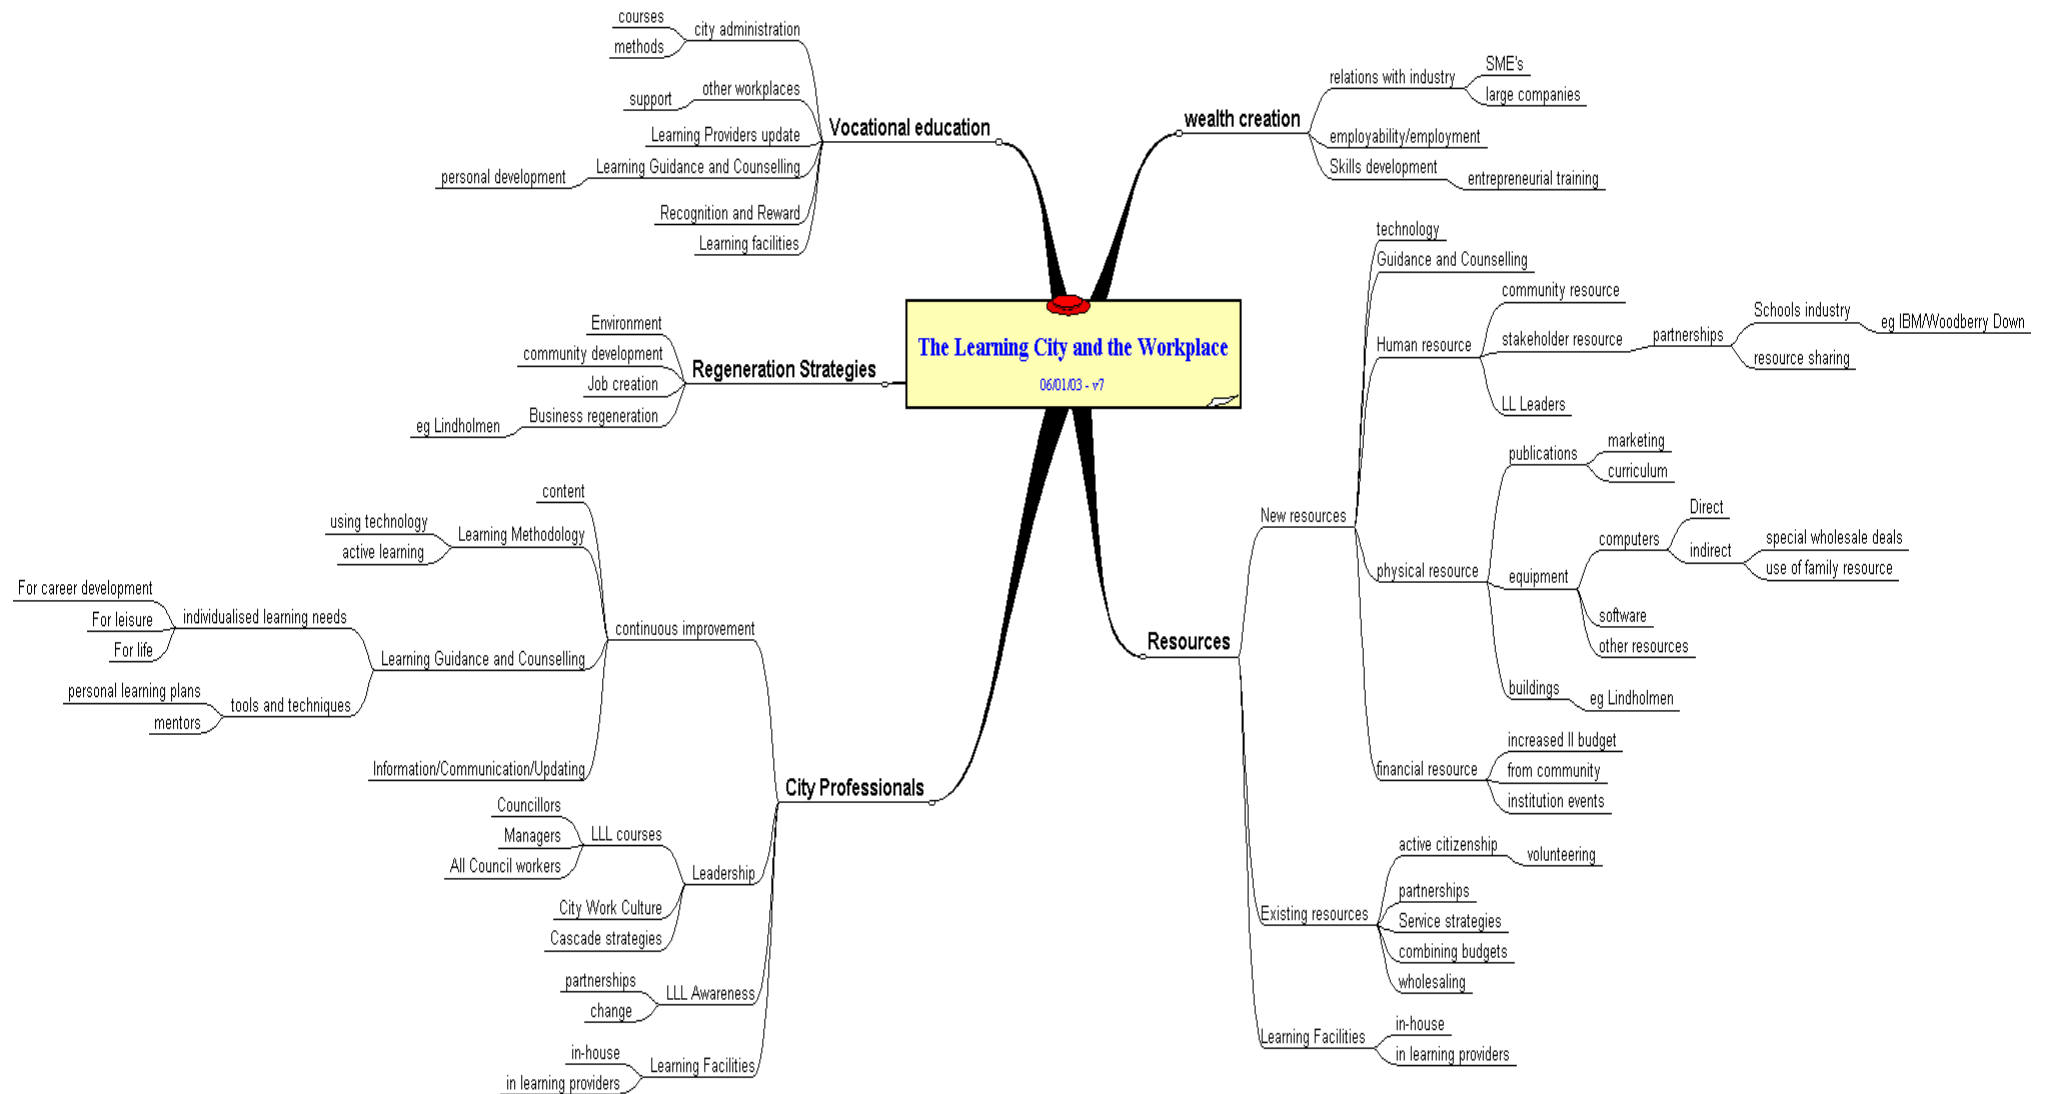 The Learning City and the Workplace
06/01/03 - v7
wealth creation
relations with industry
SME's
large companies
employability/employment
Skills development
entrepreneurial training
Resources
New resources
technology
Guidance and Counselling
Human resource
community resource
stakeholder resource
partnerships
Schools industry
eg IBM/Woodberry Down
resource sharing
LL Leaders
physical resource
publications
marketing
curriculum
equipment
computers
Direct
indirect
special wholesale deals
use of family resource
software
other resources
buildings
eg Lindholmen
financial resource
increased ll budget
from community
institution events
Existing resources
active citizenship
volunteering
partnerships
Service strategies
combining budgets
wholesaling
Learning Facilities
in-house
in learning providers
Vocational education
city administration
courses
methods
other workplaces
support
Learning Providers update
Learning Guidance and Counselling
personal development
Recognition and Reward
Learning facilities
Regeneration Strategies
Environment
community development
Job creation
Business regeneration
eg Lindholmen
City Professionals
continuous improvement
content
Learning Methodology
using technology
active learning
Learning Guidance and Counselling
individualised learning needs
For career development
For leisure
For life
tools and techniques
personal learning plans
mentors
Information/Communication/Updating
Leadership
LLL courses
Councillors
Managers
All Council workers
City Work Culture
Cascade strategies
LLL Awareness
partnerships
change
Learning Facilities
in-house
in learning providers